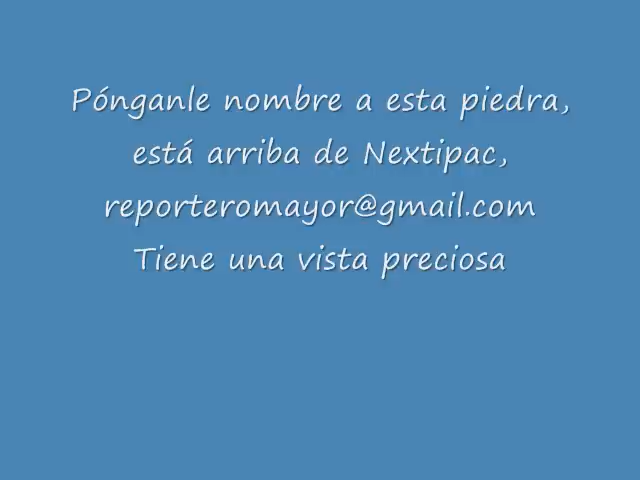 Pónganle nombre a esta piedra,
está arriba de Nextipac,
reporteromayor@gmail.com
Tiene una vista preciosa